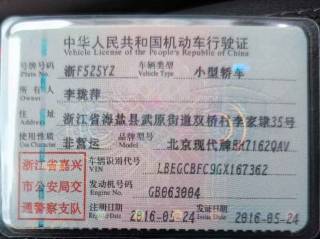 中华人民共和国机动车行驶证
Vehicle License of the People's Republic of China
号牌号码 浙F525YZ 车辆类型 小型轿车
Plate No. Vehicle Type
所有人 李珑萍
Owner
住址 浙江省海盐县武原街道双桥村李家埭35号
Address
使用性质 非营运 品牌型号 北京现代牌BH7162QAV
Use Character Model
浙江省嘉兴 车辆识别代号 LBEGCBFC9GX167362
VIN
市公安局交 发动机号码 GB063004
Engine No.
通警察支队 注册日期 2016-05-24 发证日期 2016-05-24
Register Date Issue Date